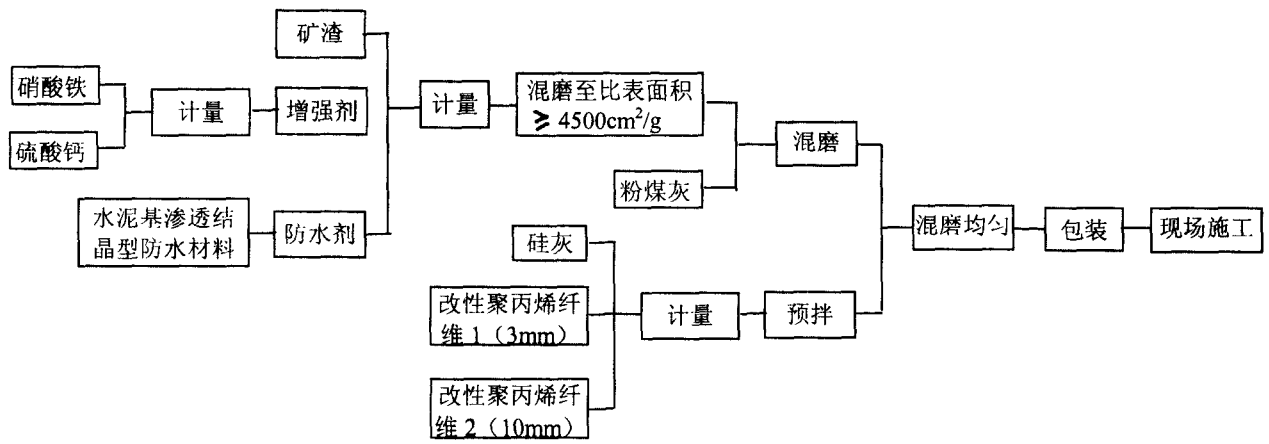 矿渣
硝酸铁
硫酸钙
计量
增强剂
水泥基渗透结
晶型防水材料
防水剂
计量
混磨至比表面积
⩾ 4500cm²/g
粉煤灰
混磨
硅灰
改性聚丙烯纤
维 1（3mm）
改性聚丙烯纤
维 2（10mm）
计量
预拌
混磨均匀
包装
现场施工